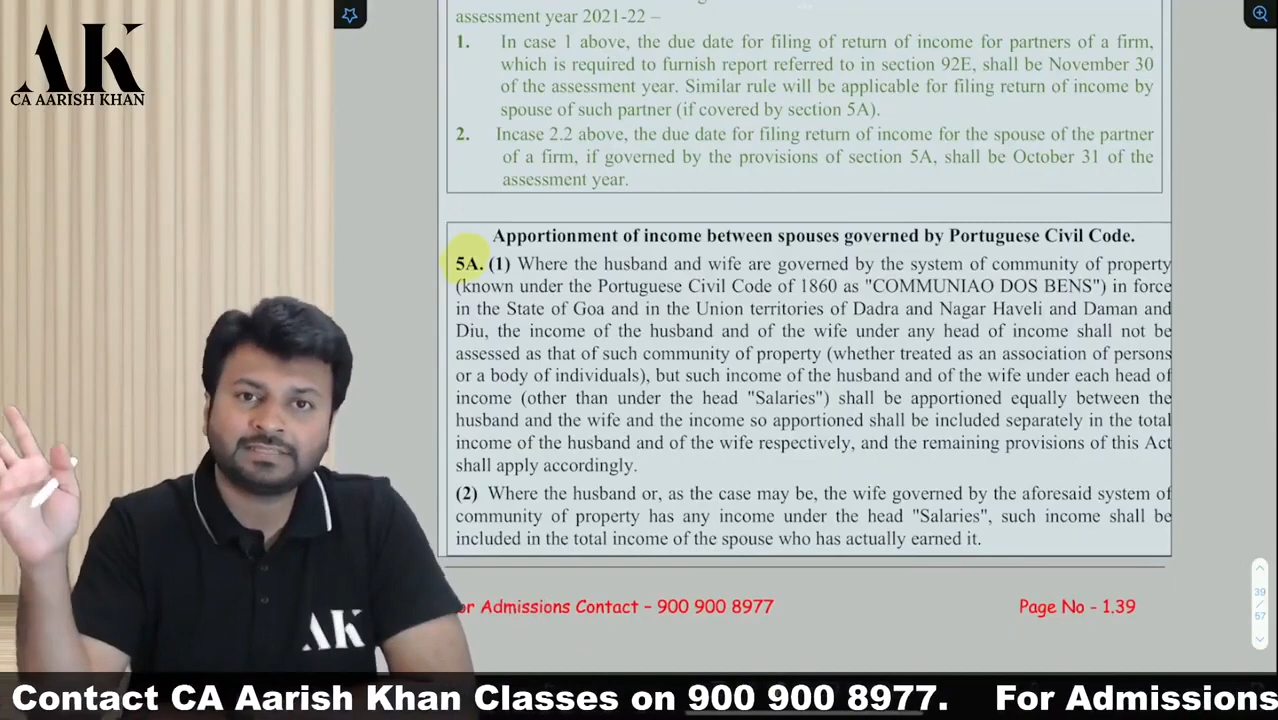 AK
CA AARISH KHAN
assessment year 2021-22 –
1. In case 1 above, the due date for filing of return of income for partners of a firm,
which is required to furnish report referred to in section 92E, shall be November 30
of the assessment year. Similar rule will be applicable for filing return of income by
spouse of such partner (if covered by section 5A).
2. Incase 2.2 above, the due date for filing return of income for the spouse of the partner
of a firm, if governed by the provisions of section 5A, shall be October 31 of the
assessment year.
Apportionment of income between spouses governed by Portuguese Civil Code.
5A. (1) Where the husband and wife are governed by the system of community of property
(known under the Portuguese Civil Code of 1860 as "COMMUNIAO DOS BENS") in force
in the State of Goa and in the Union territories of Dadra and Nagar Haveli and Daman and
Diu, the income of the husband and of the wife under any head of income shall not be
assessed as that of such community of property (whether treated as an association of persons
or a body of individuals), but such income of the husband and of the wife under each head of
income (other than under the head "Salaries") shall be apportioned equally between the
husband and the wife and the income so apportioned shall be included separately in the total
income of the husband and of the wife respectively, and the remaining provisions of this Act
shall apply accordingly.
(2) Where the husband or, as the case may be, the wife governed by the aforesaid system of
community of property has any income under the head "Salaries", such income shall be
included in the total income of the spouse who has actually earned it.
or Admissions Contact – 900 900 8977
Page No - 1.39
39
/
57
AK
Contact CA Aarish Khan Classes on 900 900 8977. For Admissions